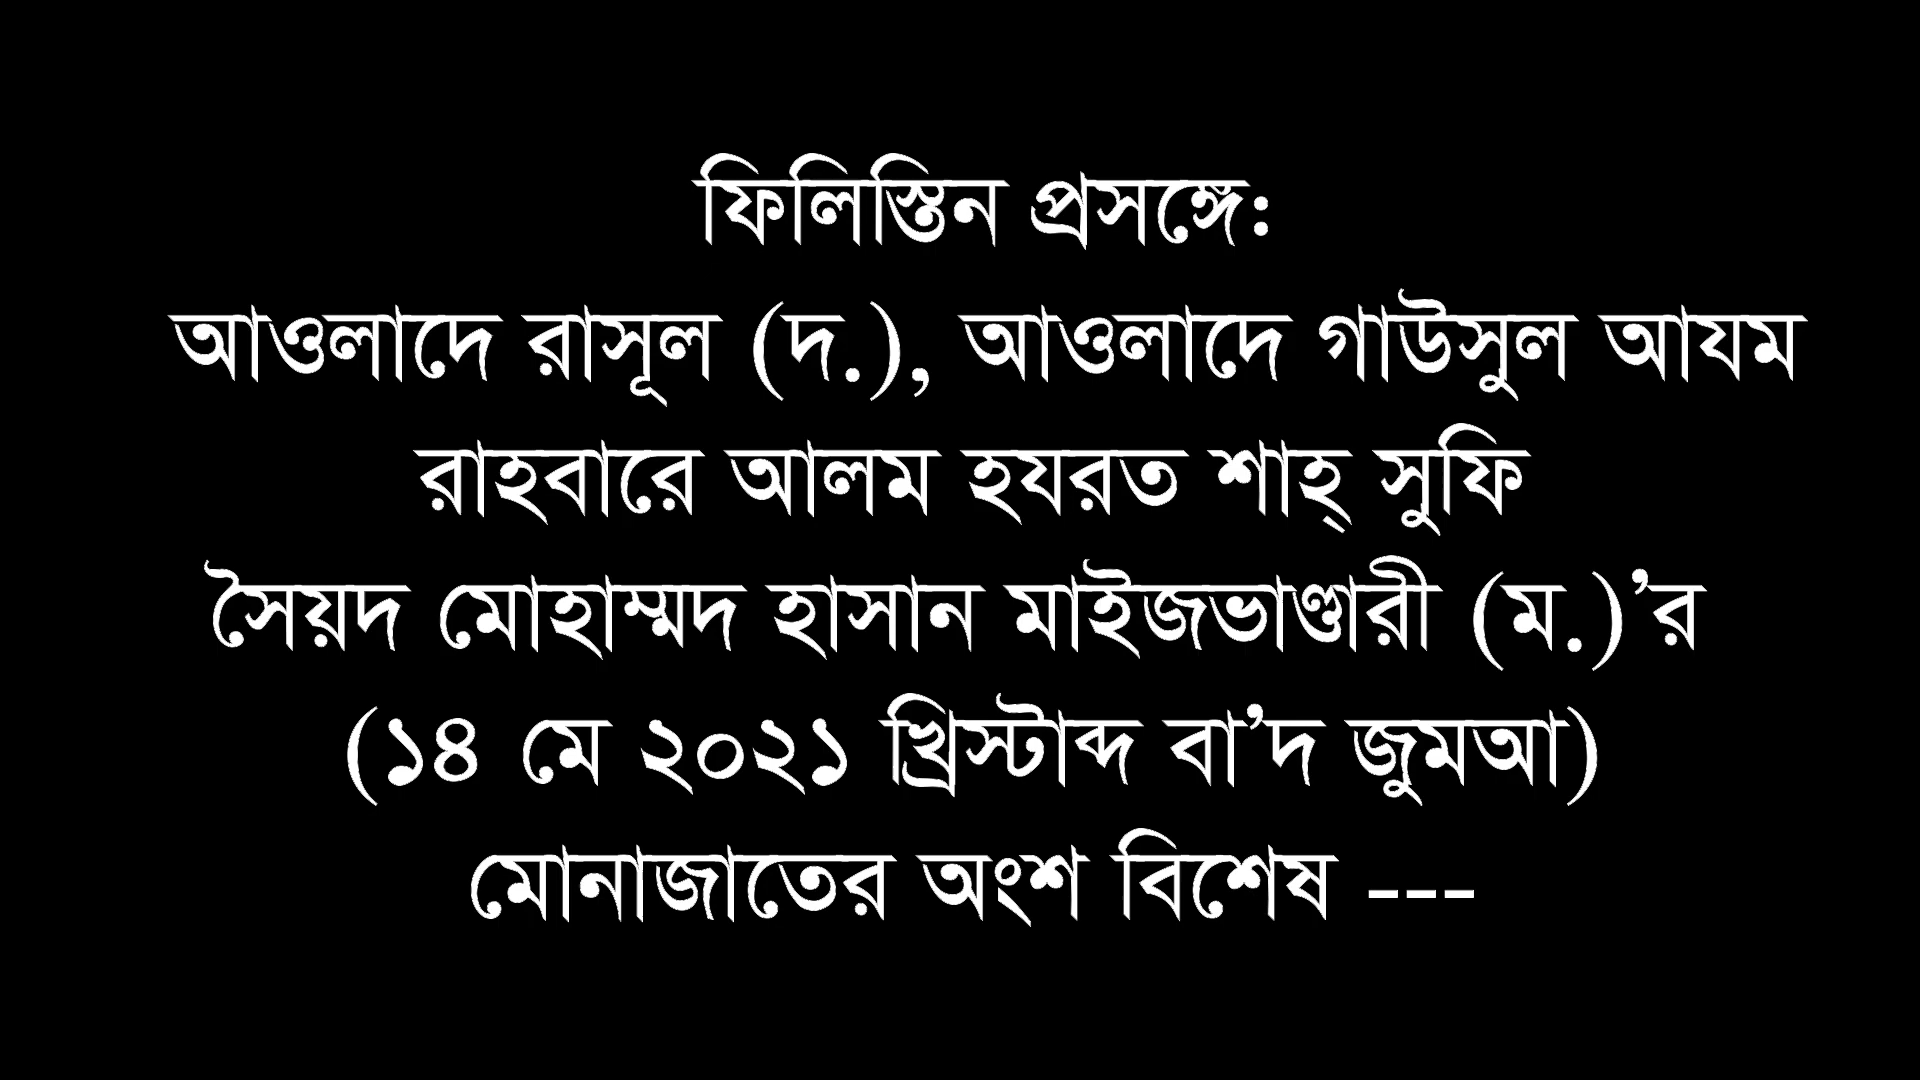 ফিলিস্তিন প্রসঙ্গে:
আওলাদে রাসূল (দ.), আওলাদে গাউসুল আযম
রাহবারে আলম হযরত শাহ্ সুফি
সৈয়দ মোহাম্মদ হাসান মাইজভাণ্ডারী (ম.)’র
(১৪ মে ২০২১ খ্রিস্টাব্দ বা’দ জুমআ)
মোনাজাতের অংশ বিশেষ ---